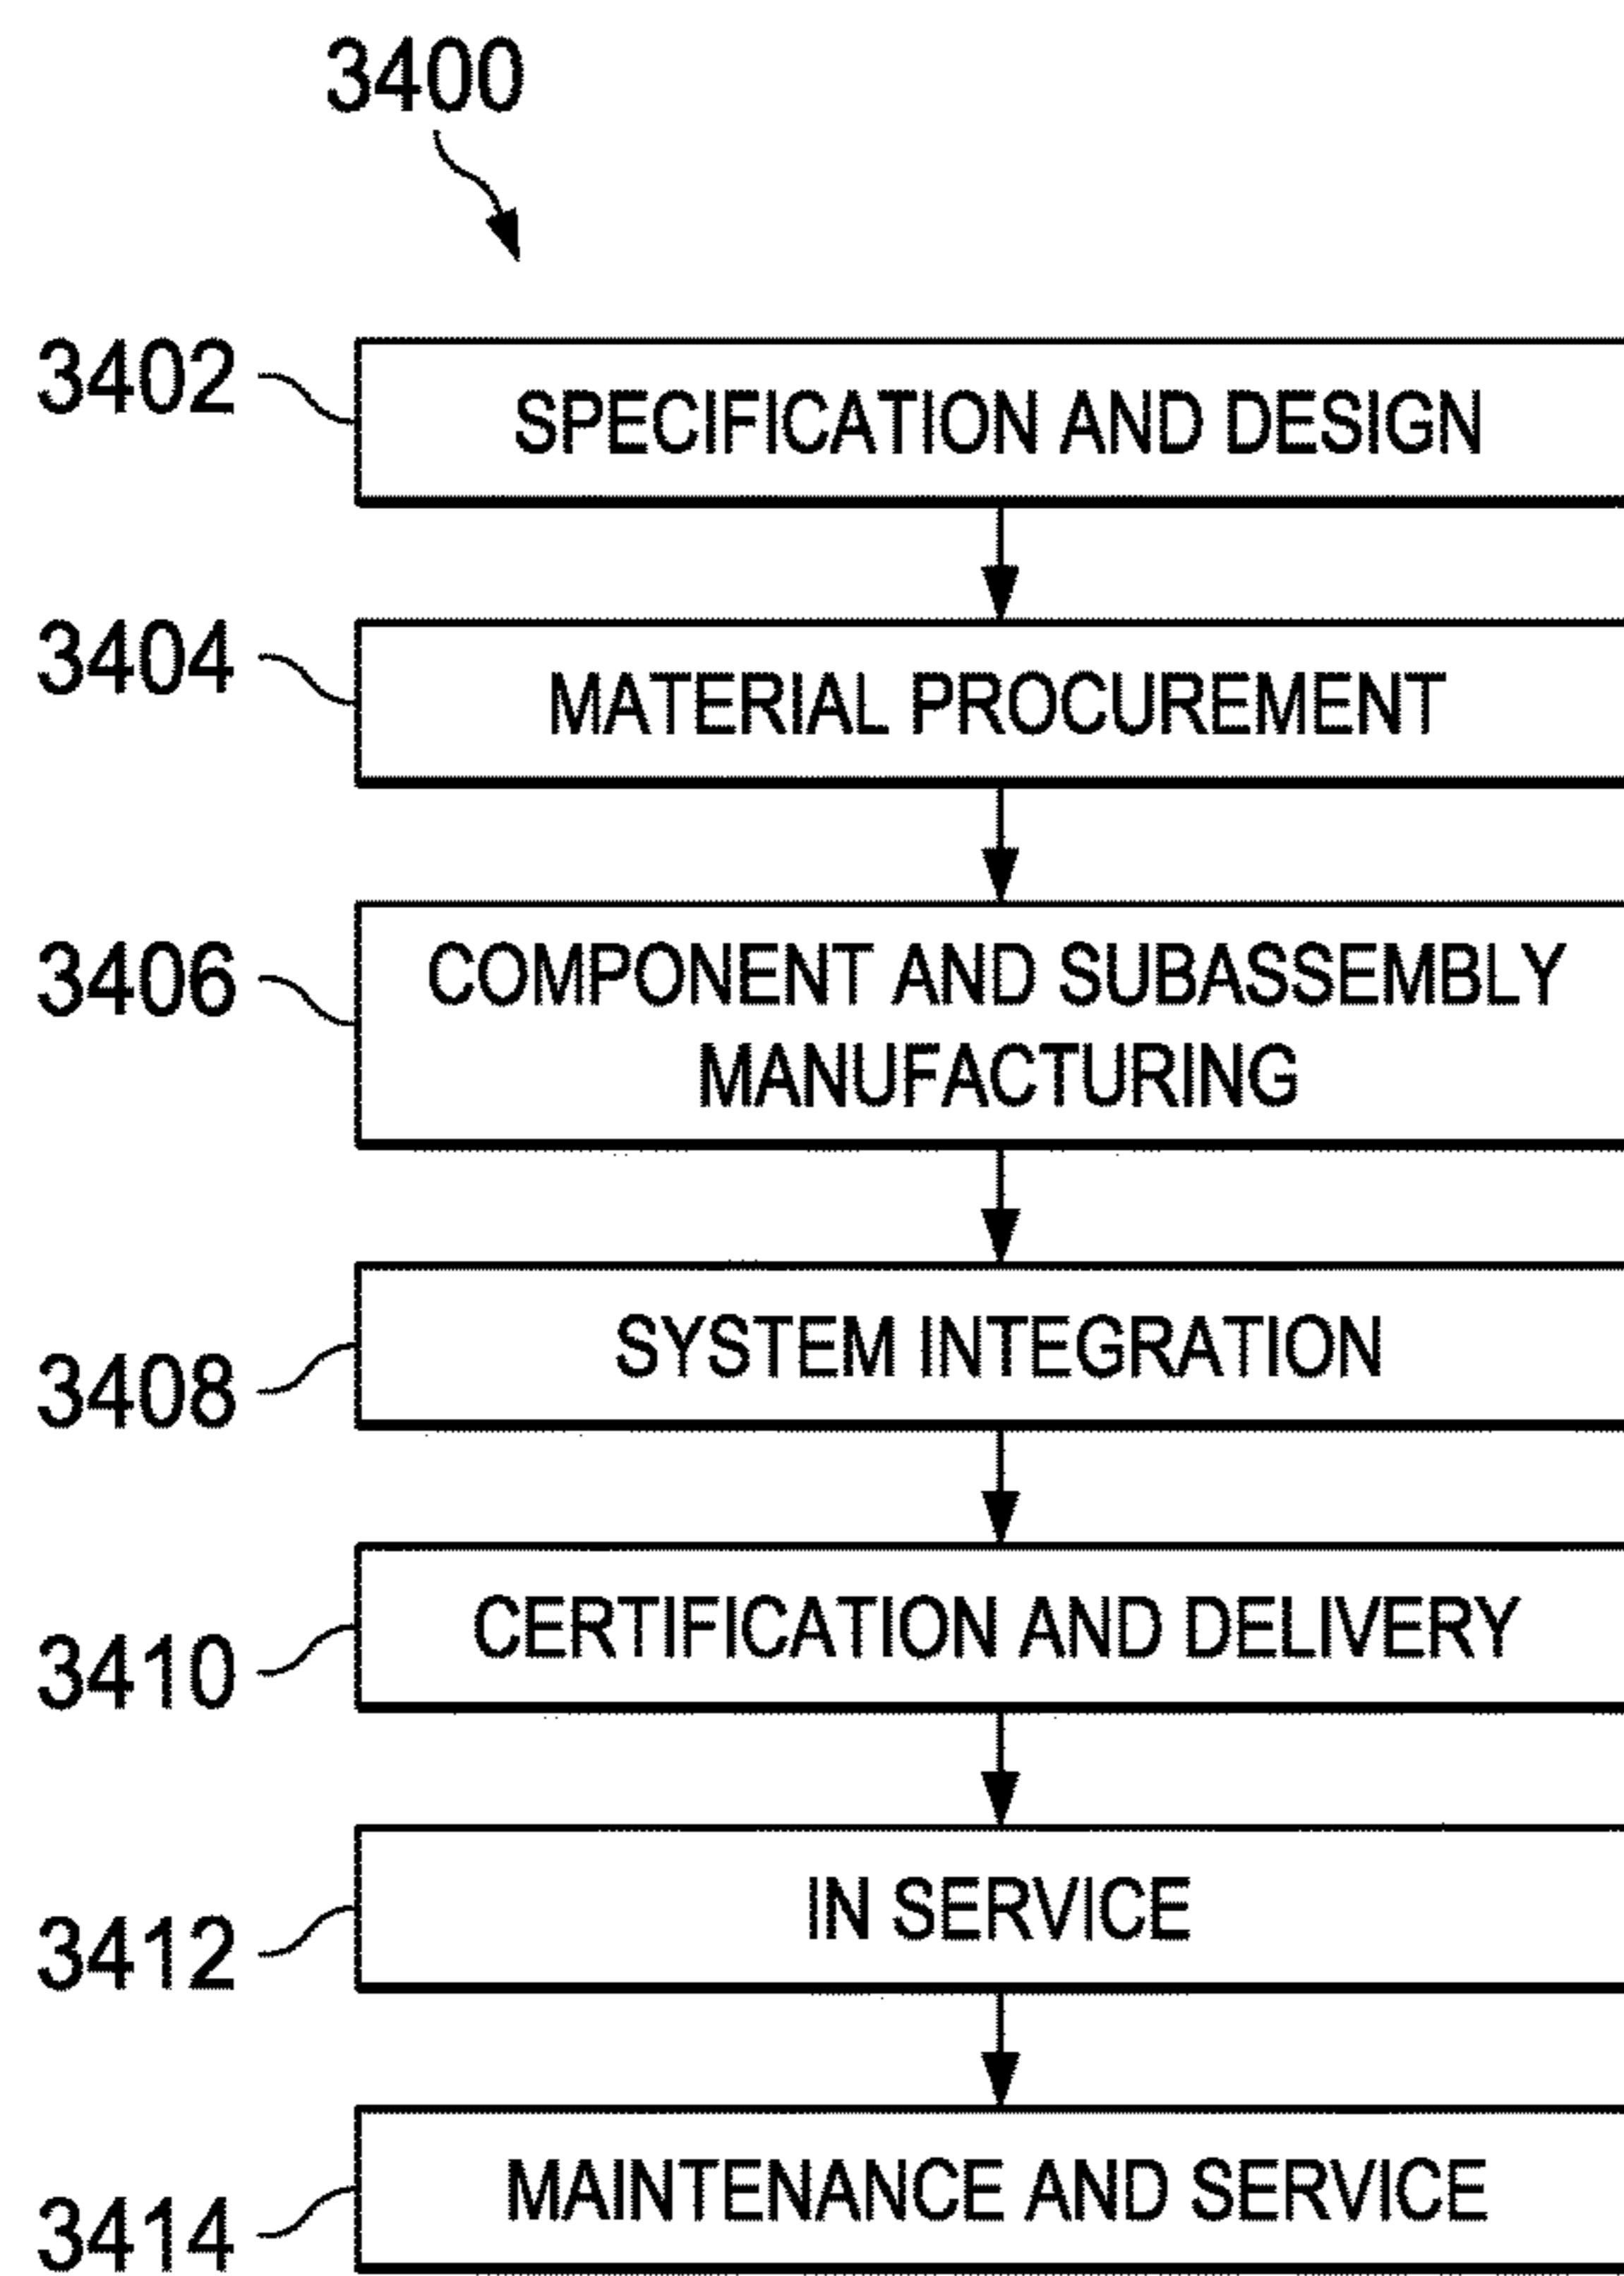 3400
3402 SPECIFICATION AND DESIGN
3404 MATERIAL PROCUREMENT
3406 COMPONENT AND SUBASSEMBLY
MANUFACTURING
3408 SYSTEM INTEGRATION
3410 CERTIFICATION AND DELIVERY
3412 IN SERVICE
3414 MAINTENANCE AND SERVICE